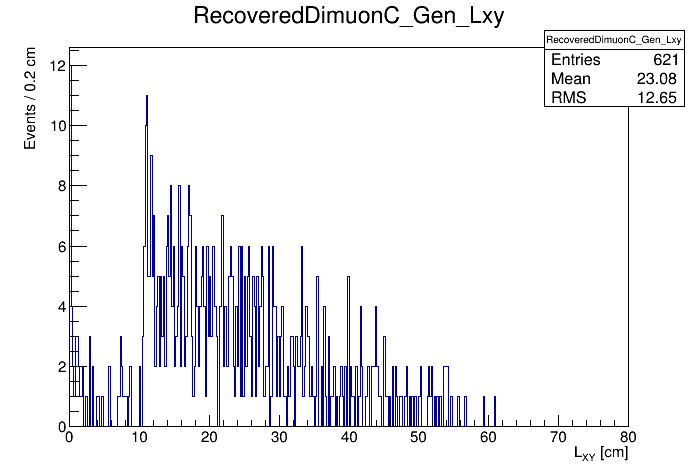 RecoveredDimuonC_Gen_Lxy
RecoveredDimuonC_Gen_Lxy
Entries 621
Mean 23.08
RMS 12.65
Events / 0.2 cm
12
10
8
6
4
2
0
0 10 20 30 40 50 60 70 80
L_XY [cm]